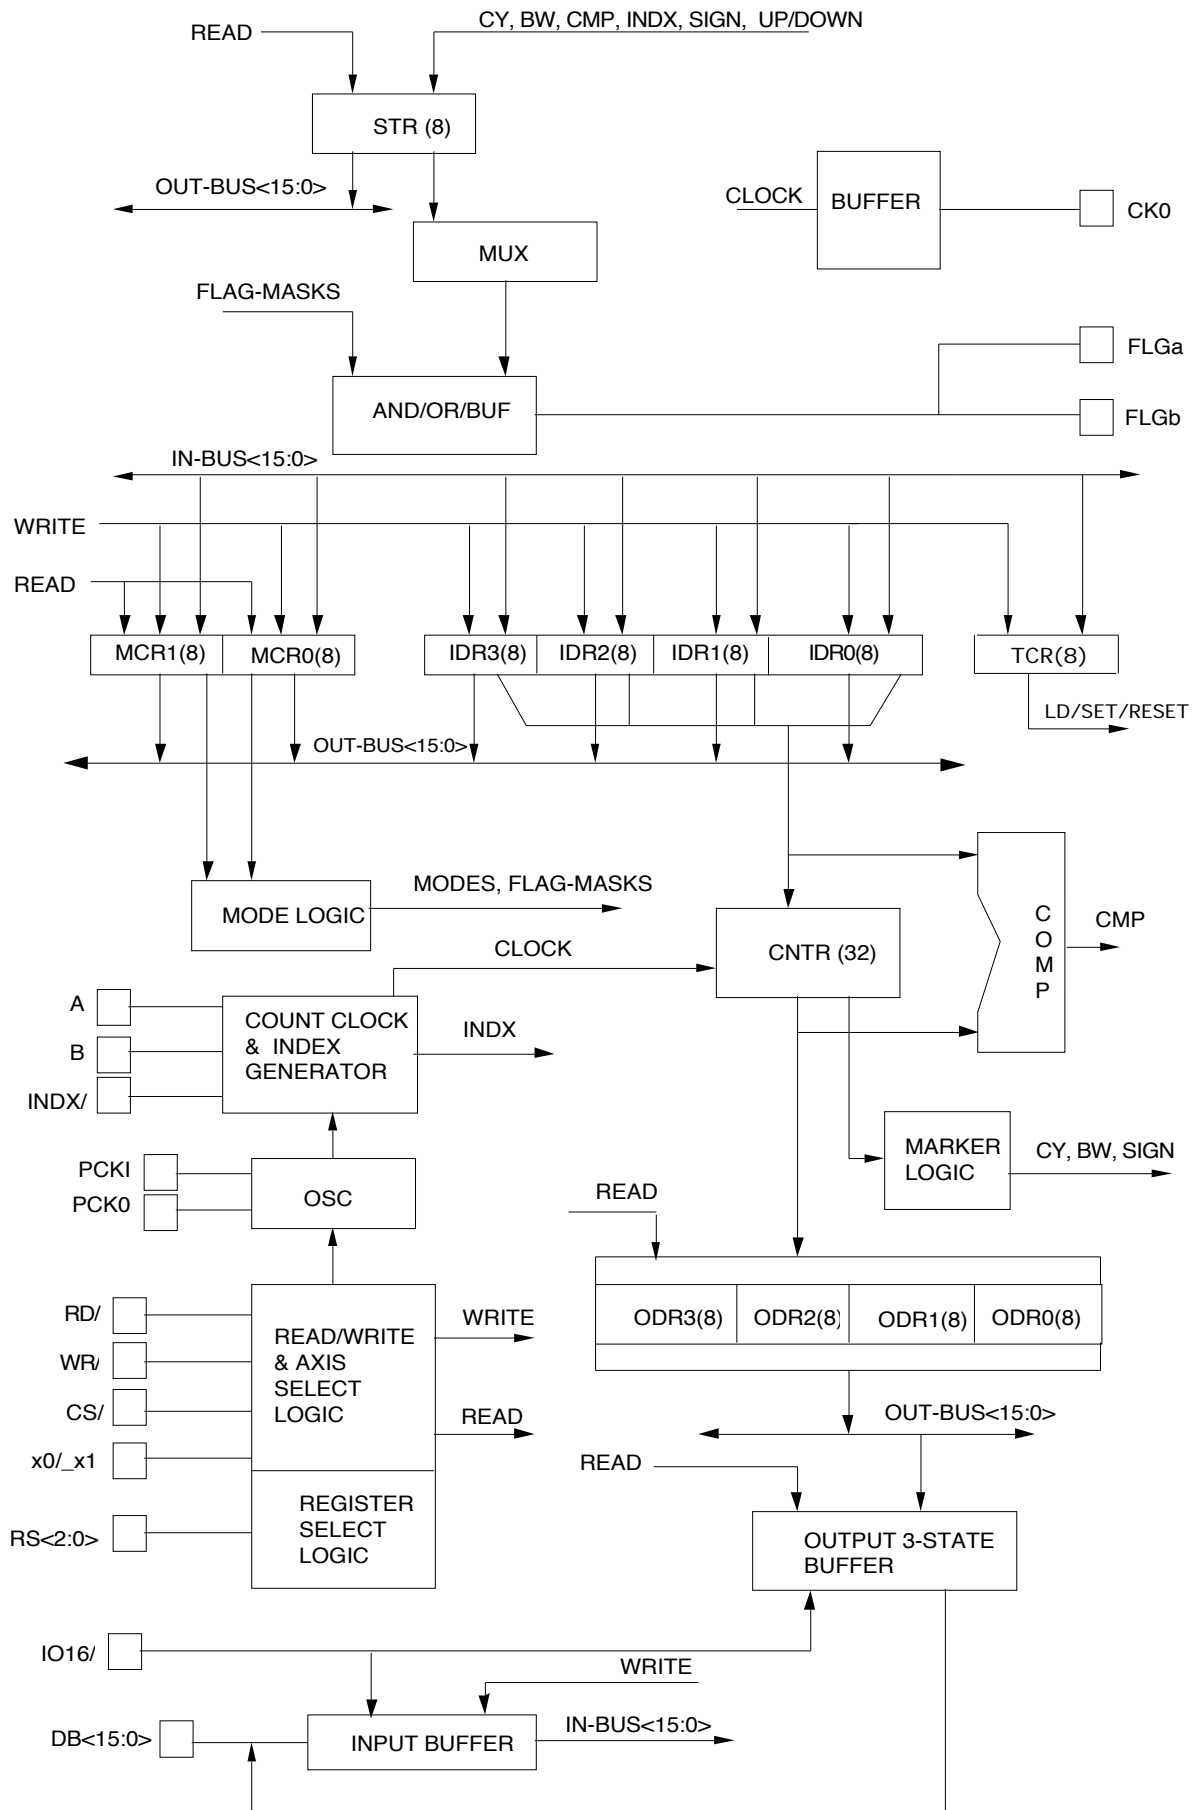 READ
CY, BW, CMP, INDX, SIGN, UP/DOWN
STR (8)
OUT-BUS<15:0>
CLOCK
BUFFER
CK0
MUX
FLAG-MASKS
FLGa
AND/OR/BUF
FLGb
IN-BUS<15:0>
WRITE
READ
MCR1(8)
MCR0(8)
IDR3(8)
IDR2(8)
IDR1(8)
IDR0(8)
TCR(8)
LD/SET/RESET
OUT-BUS<15:0>
MODE LOGIC
MODES, FLAG-MASKS
CLOCK
CNTR (32)
C
O
M
P
CMP
A
B
INDX/
COUNT CLOCK
& INDEX
GENERATOR
INDX
PCKI
PCK0
OSC
MARKER
LOGIC
CY, BW, SIGN
READ
ODR3(8)
ODR2(8)
ODR1(8)
ODR0(8)
RD/
WR/
CS/
x0/_x1
READ/WRITE
& AXIS
SELECT
LOGIC
WRITE
READ
OUT-BUS<15:0>
READ
RS<2:0>
REGISTER
SELECT
LOGIC
OUTPUT 3-STATE
BUFFER
IO16/
WRITE
DB<15:0>
INPUT BUFFER
IN-BUS<15:0>